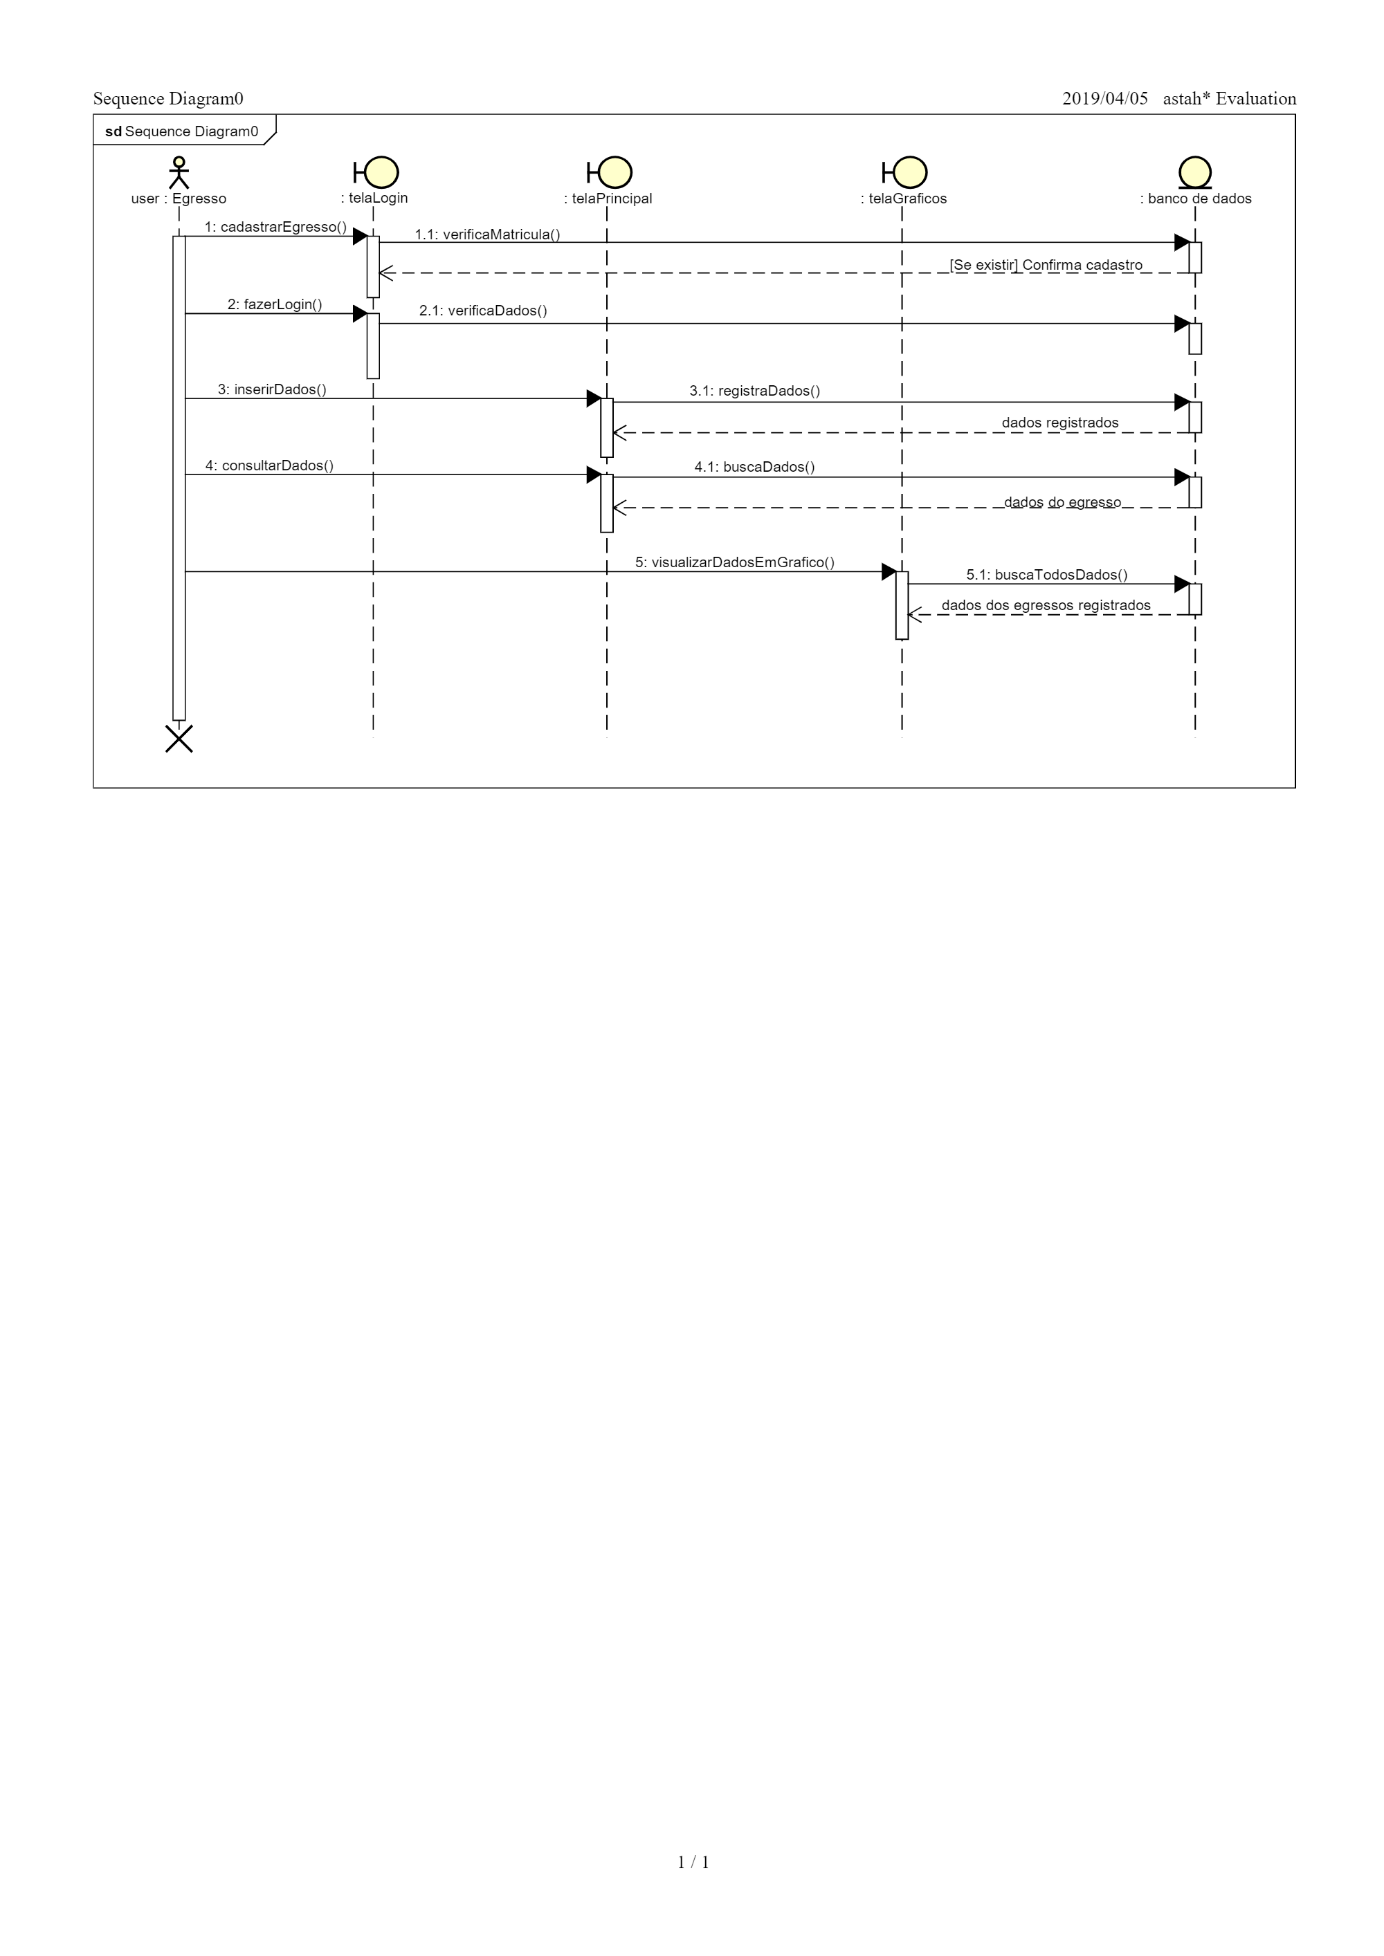 Sequence Diagram0
2019/04/05 astah* Evaluation
sd Sequence Diagram0
user : Egresso
: telaLogin
: telaPrincipal
: telaGraficos
: banco de dados
1: cadastrarEgresso()
1.1: verificaMatricula()
[Se existir] Confirma cadastro
2: fazerLogin()
2.1: verificaDados()
3: inserirDados()
3.1: registraDados()
dados registrados
4: consultarDados()
4.1: buscaDados()
dados do egresso
5: visualizarDadosEmGrafico()
5.1: buscaTodosDados()
dados dos egressos registrados
1 / 1